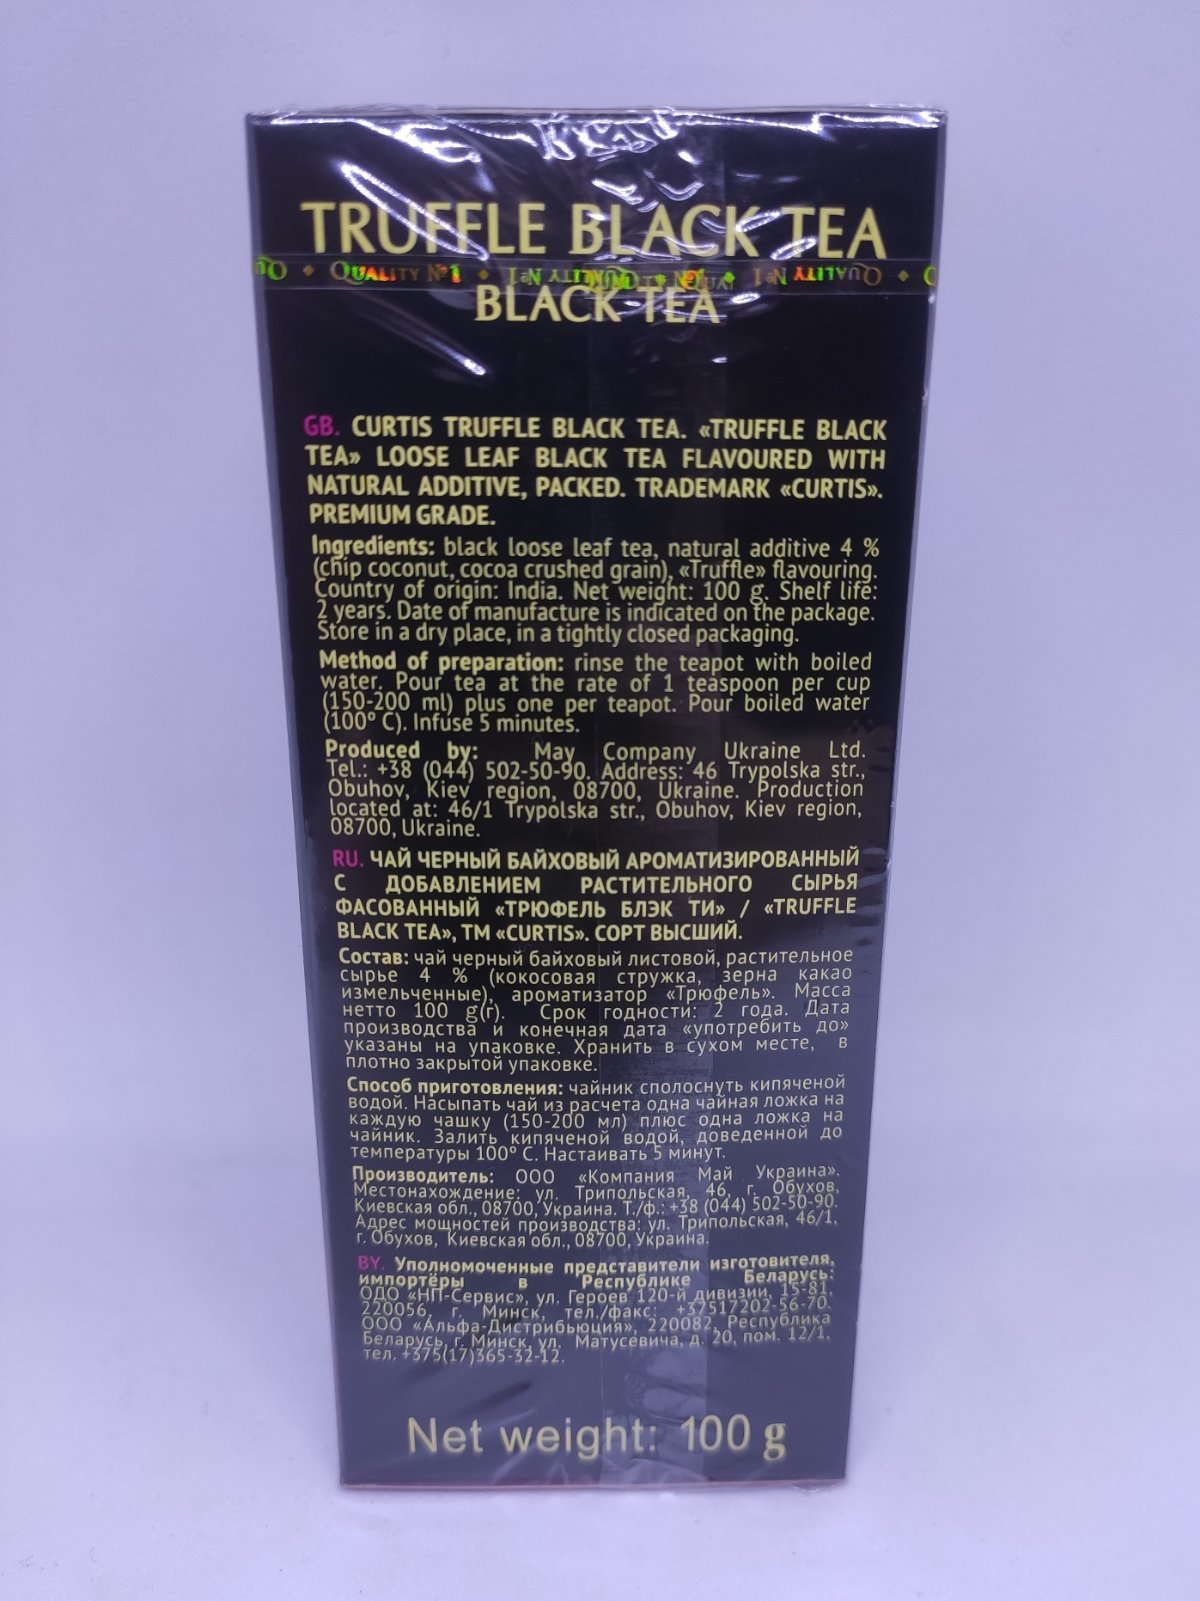 TRUFFLE BLACK TEA
QUALITY №1
BLACK TEA
GB. CURTIS TRUFFLE BLACK TEA. «TRUFFLE BLACK
TEA» LOOSE LEAF BLACK TEA FLAVOURED WITH
NATURAL ADDITIVE, PACKED. TRADEMARK «CURTIS».
PREMIUM GRADE.
Ingredients: black loose leaf tea, natural additive 4 %
(chip coconut, cocoa crushed grain), «Truffle» flavouring.
Country of origin: India. Net weight: 100 g. Shelf life:
2 years. Date of manufacture is indicated on the package.
Store in a dry place, in a tightly closed packaging.
Method of preparation: rinse the teapot with boiled
water. Pour tea at the rate of 1 teaspoon per cup
(150-200 ml) plus one per teapot. Pour boiled water
(100º C). Infuse 5 minutes.
Produced by: May Company Ukraine Ltd.
Tel.: +38 (044) 502-50-90. Address: 46 Trypolska str.,
Obuhov, Kiev region, 08700, Ukraine. Production
located at: 46/1 Trypolska str., Obuhov, Kiev region,
08700, Ukraine.
RU. ЧАЙ ЧЕРНЫЙ БАЙХОВЫЙ АРОМАТИЗИРОВАННЫЙ
С ДОБАВЛЕНИЕМ РАСТИТЕЛЬНОГО СЫРЬЯ
ФАСОВАННЫЙ «ТРЮФЕЛЬ БЛЭК ТИ» / «TRUFFLE
BLACK TEA», ТМ «CURTIS». СОРТ ВЫСШИЙ.
Состав: чай черный байховый листовой, растительное
сырье 4 % (кокосовая стружка, зерна какао
измельченные), ароматизатор «Трюфель». Масса
нетто 100 g(г). Срок годности: 2 года. Дата
производства и конечная дата «употребить до»
указаны на упаковке. Хранить в сухом месте, в
плотно закрытой упаковке.
Способ приготовления: чайник сполоснуть кипяченой
водой. Насыпать чай из расчета одна чайная ложка на
каждую чашку (150-200 мл) плюс одна ложка на
чайник. Залить кипяченой водой, доведенной до
температуры 100º С. Настаивать 5 минут.
Производитель: ООО «Компания Май Украина».
Местонахождение: ул. Трипольская, 46, г. Обухов,
Киевская обл., 08700, Украина. Т./ф.: +38 (044) 502-50-90.
Адрес мощностей производства: ул. Трипольская, 46/1,
г. Обухов, Киевская обл., 08700, Украина.
BY. Уполномоченные представители изготовителя,
импортёры в Республике Беларусь:
ОДО «НП-Сервис», ул. Героев 120-й дивизии, 15-81,
220056, г. Минск, тел./факс: +37517202-56-70.
ООО «Альфа-Дистрибьюция», 220082, Республика
Беларусь, г. Минск, ул. Матусевича, д. 20, пом. 12/1,
тел. +375(17)365-32-12.
Net weight: 100 g